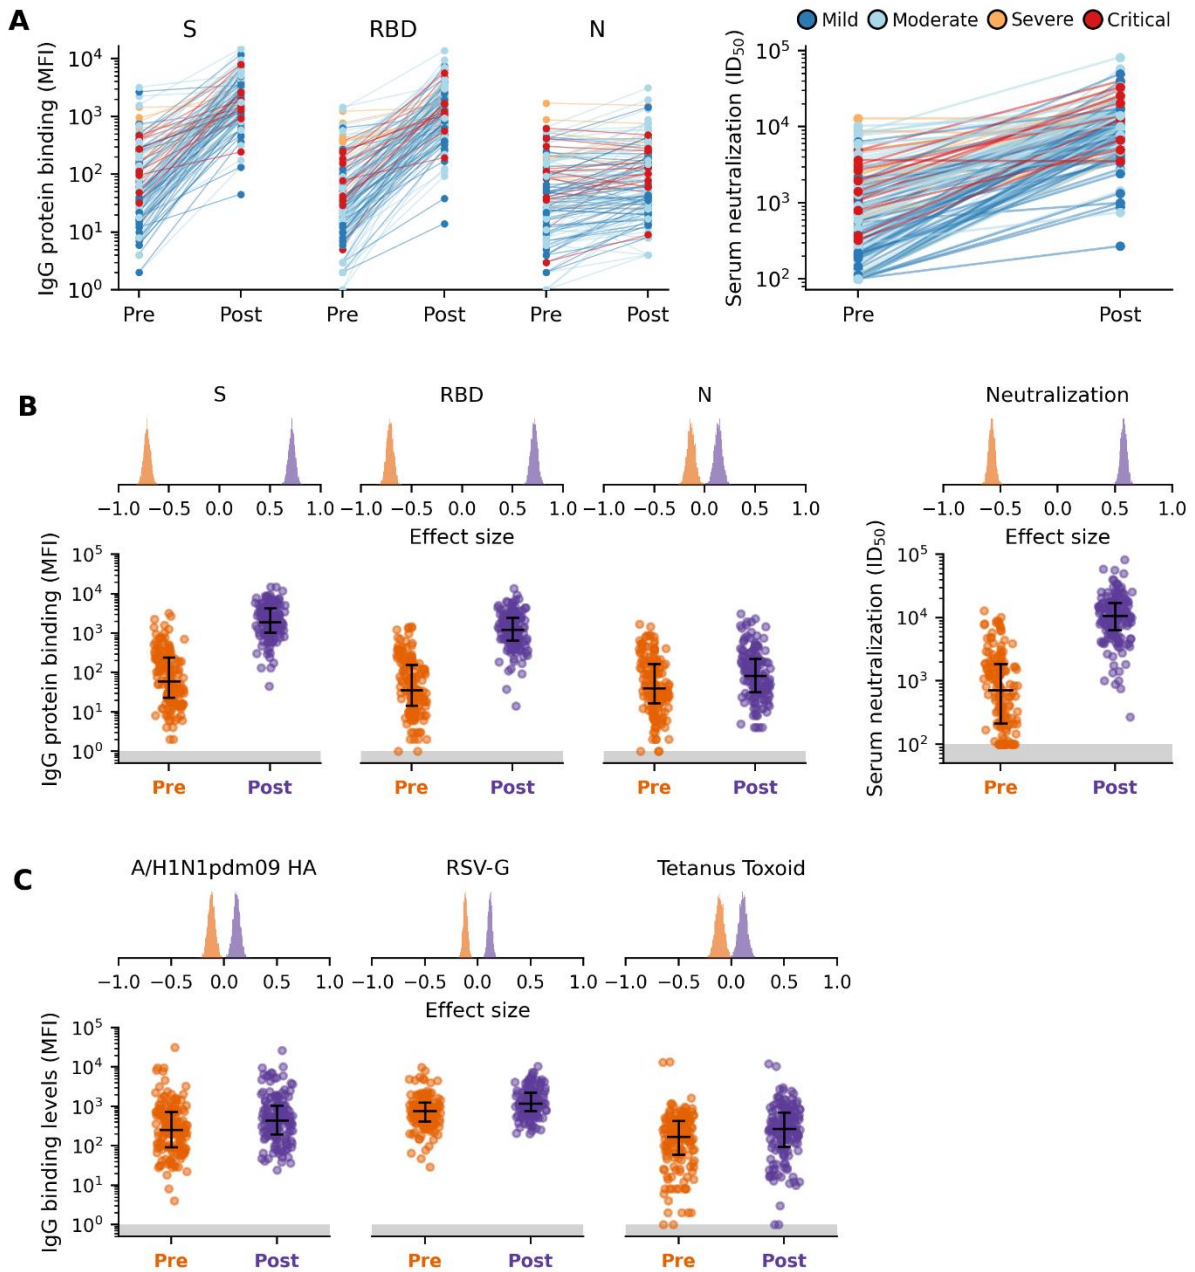 A
S RBD N
Mild Moderate Severe Critical
IgG protein binding (MFI)
10⁴
10³
10²
10¹
10⁰
Pre Post Pre Post Pre Post
Serum neutralization (ID₅₀)
10⁵
10⁴
10³
10²
Pre Post
B
S RBD N Neutralization
−1.0 −0.5 0.0 0.5 1.0
−1.0 −0.5 0.0 0.5 1.0
−1.0 −0.5 0.0 0.5 1.0
−1.0 −0.5 0.0 0.5 1.0
Effect size
Effect size
IgG protein binding (MFI)
10⁵
10⁴
10³
10²
10¹
10⁰
Pre Post Pre Post Pre Post
Serum neutralization (ID₅₀)
10⁵
10⁴
10³
10²
Pre Post
C
A/H1N1pdm09 HA RSV-G Tetanus Toxoid
−1.0 −0.5 0.0 0.5 1.0
−1.0 −0.5 0.0 0.5 1.0
−1.0 −0.5 0.0 0.5 1.0
Effect size
IgG binding levels (MFI)
10⁵
10⁴
10³
10²
10¹
10⁰
Pre Post Pre Post Pre Post